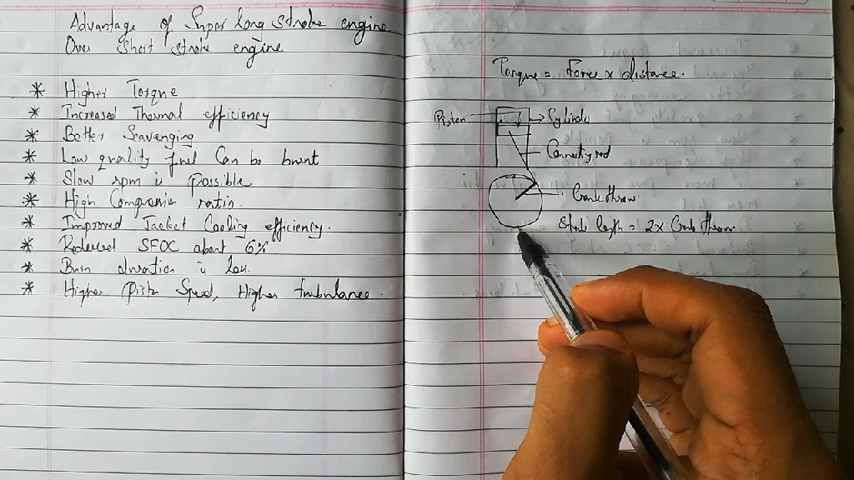 Advantage of Super long stroke engine
Over Short stroke engine
* Higher Torque
* Increased Thermal efficiency
* Better Scavenging
* Low quality fuel Can be burnt
* Slow rpm is possible
* High Compression ratio.
* Improved Jacket Cooling efficiency.
* Reduced SFOC about 6%
* Burn duration is low.
* Higher Piston Speed, Higher turbulance.
Torque = Force x distance.
Piston
Cylinder
Connecting rod
Crank throw
Stroke length = 2x Crank throw